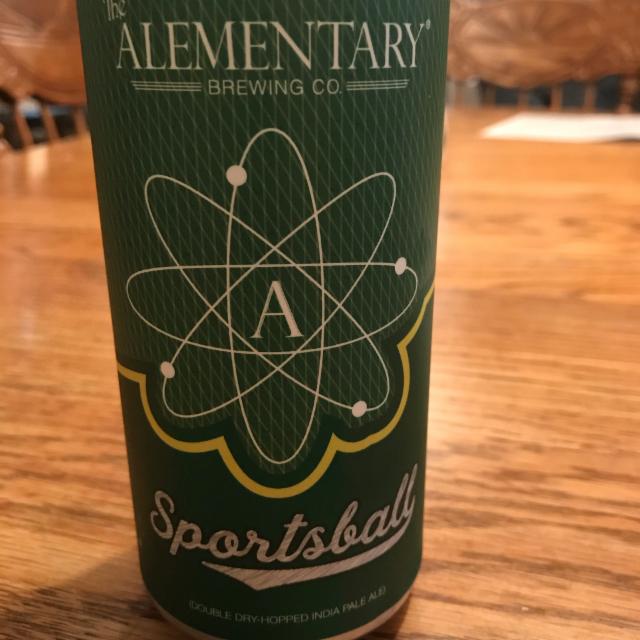 The
ALEMENTARY®
BREWING CO.
A
Sportsball
(DOUBLE DRY-HOPPED INDIA PALE ALE)